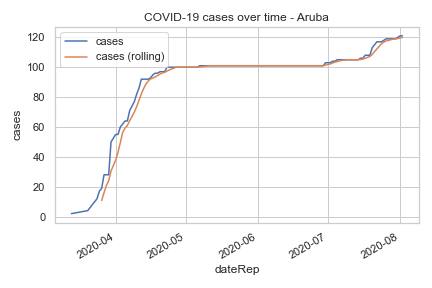 COVID-19 cases over time - Aruba
cases
cases (rolling)
120
100
80
60
40
20
0
cases
2020-04
2020-05
2020-06
2020-07
2020-08
dateRep